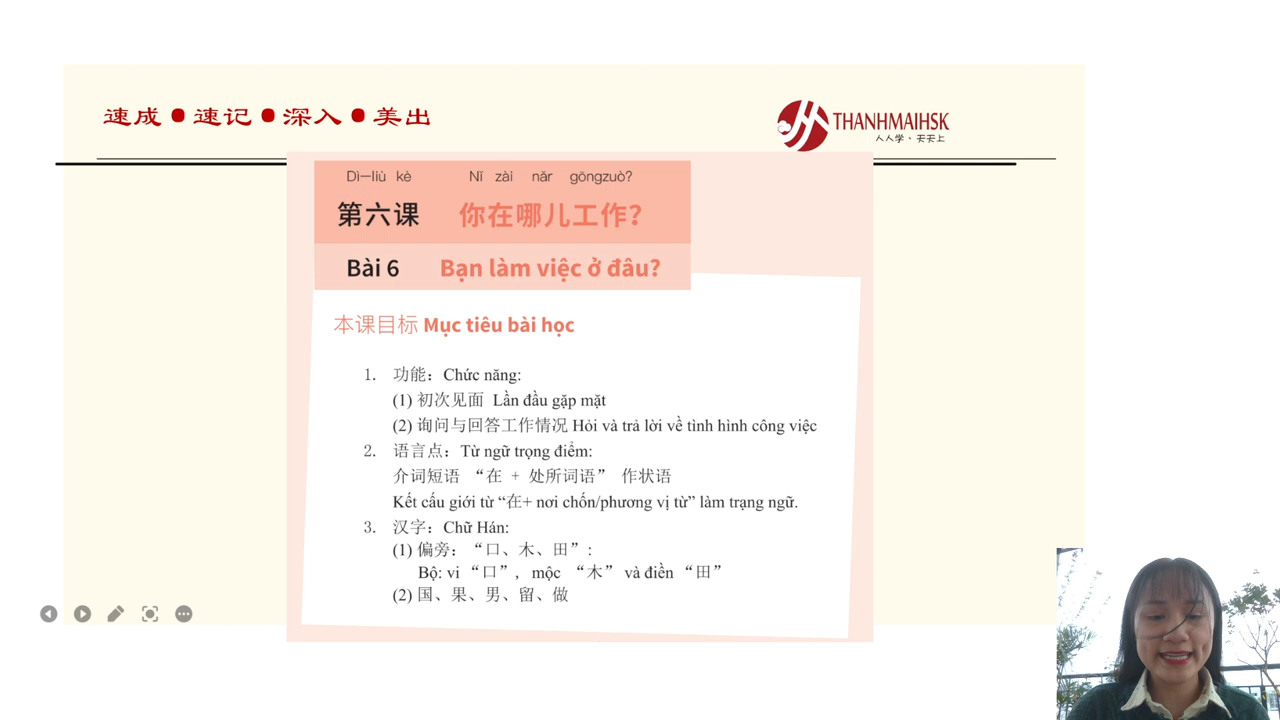 速成●速记●深入●美出
THANHMAIHSK
人人学、天天上
Dì-liù kè Nǐ zài nǎr gōngzuò?
第六课 你在哪儿工作?
Bài 6 Bạn làm việc ở đâu?
本课目标 Mục tiêu bài học
1. 功能：Chức năng:
(1) 初次见面 Lần đầu gặp mặt
(2) 询问与回答工作情况 Hỏi và trả lời về tình hình công việc
2. 语言点：Từ ngữ trọng điểm:
介词短语 “在 + 处所词语” 作状语
Kết cấu giới từ “在+ nơi chốn/phương vị từ” làm trạng ngữ.
3. 汉字：Chữ Hán:
(1) 偏旁：“口、木、田”:
Bộ: vi “口”, mộc “木” và điền “田”
(2) 国、果、男、留、做